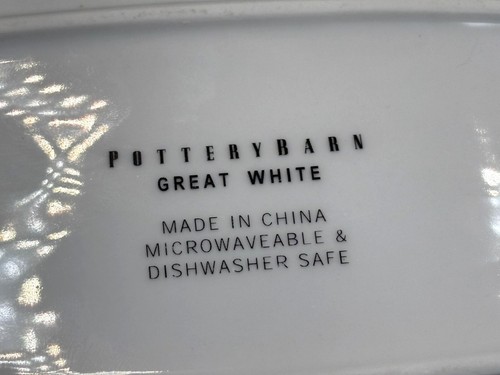 POTTERYBARN
GREAT WHITE
MADE IN CHINA
MICROWAVEABLE &
DISHWASHER SAFE